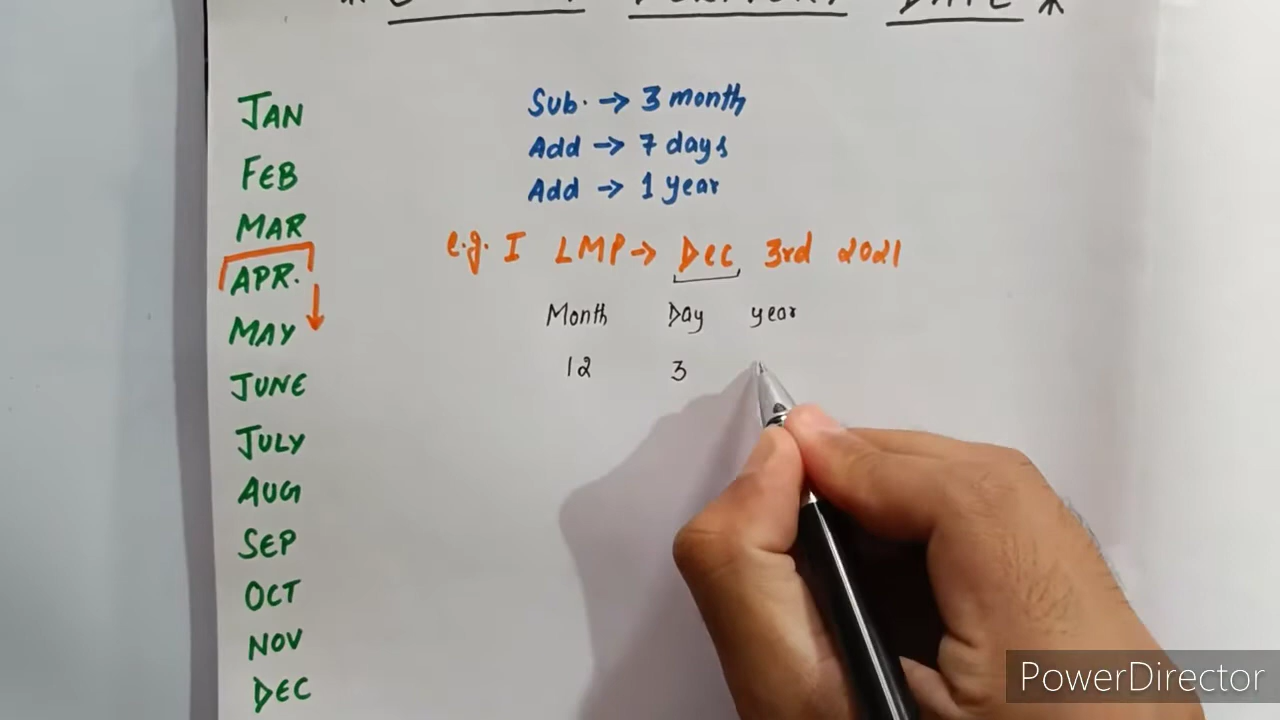 JAN
FEB
MAR
APR.
MAY
JUNE
JULY
AUG
SEP
OCT
NOV
DEC
Sub. → 3 month
Add → 7 days
Add → 1 year
e.g. I LMP → Dec 3rd 2021
Month Day year
12 3
PowerDirector